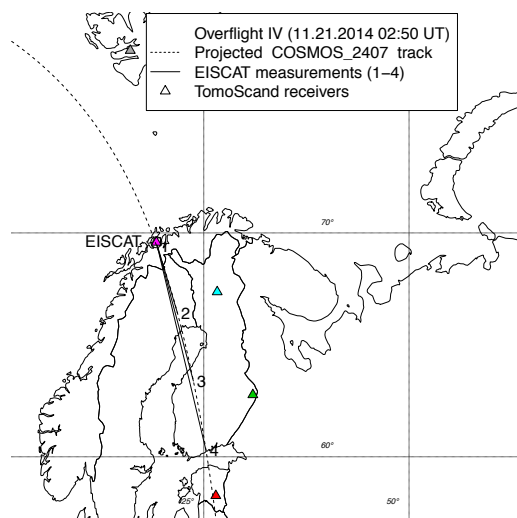 Overflight IV (11.21.2014 02:50 UT)
Projected COSMOS_2407 track
EISCAT measurements (1−4)
TomoScand receivers
70°
EISCAT
1
2
3
4
60°
25°
50°